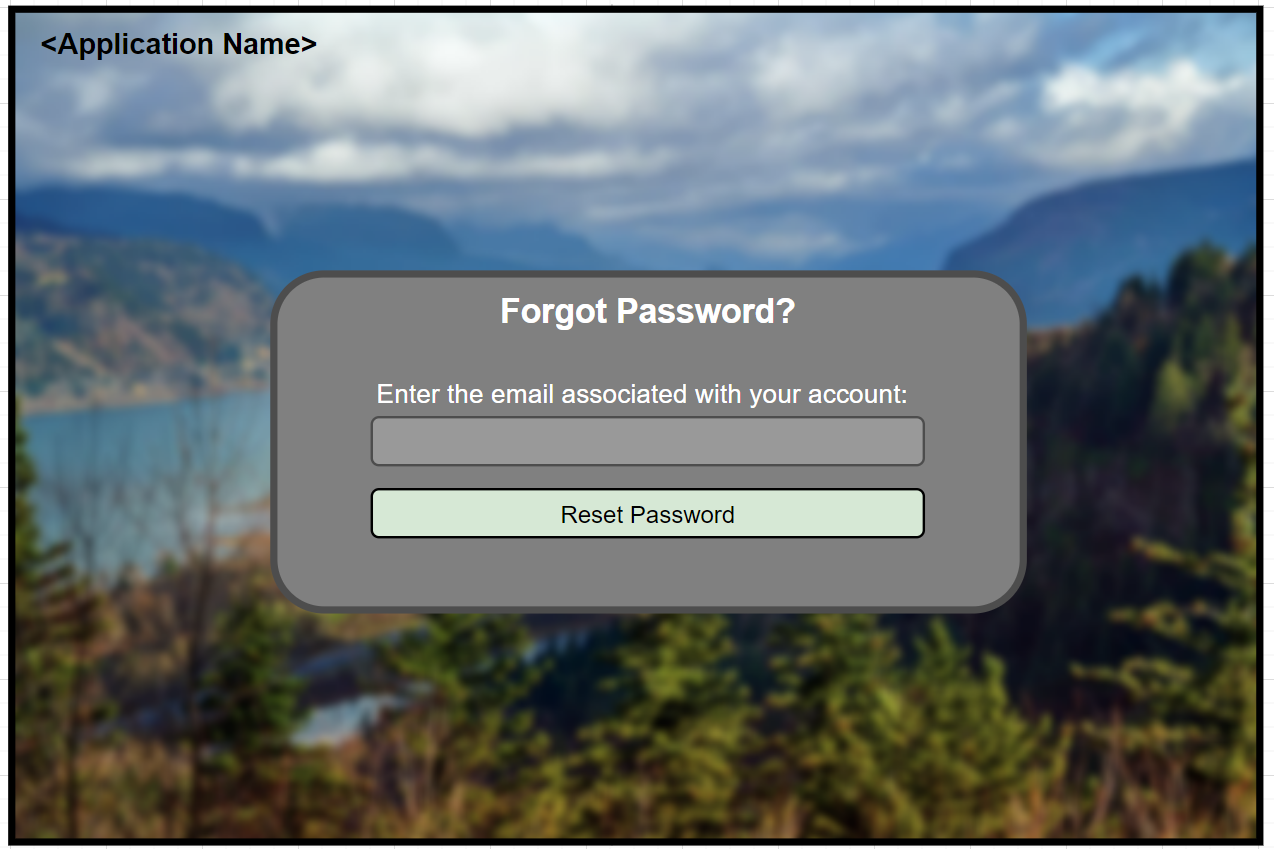 <Application Name>
Forgot Password?
Enter the email associated with your account:
Reset Password